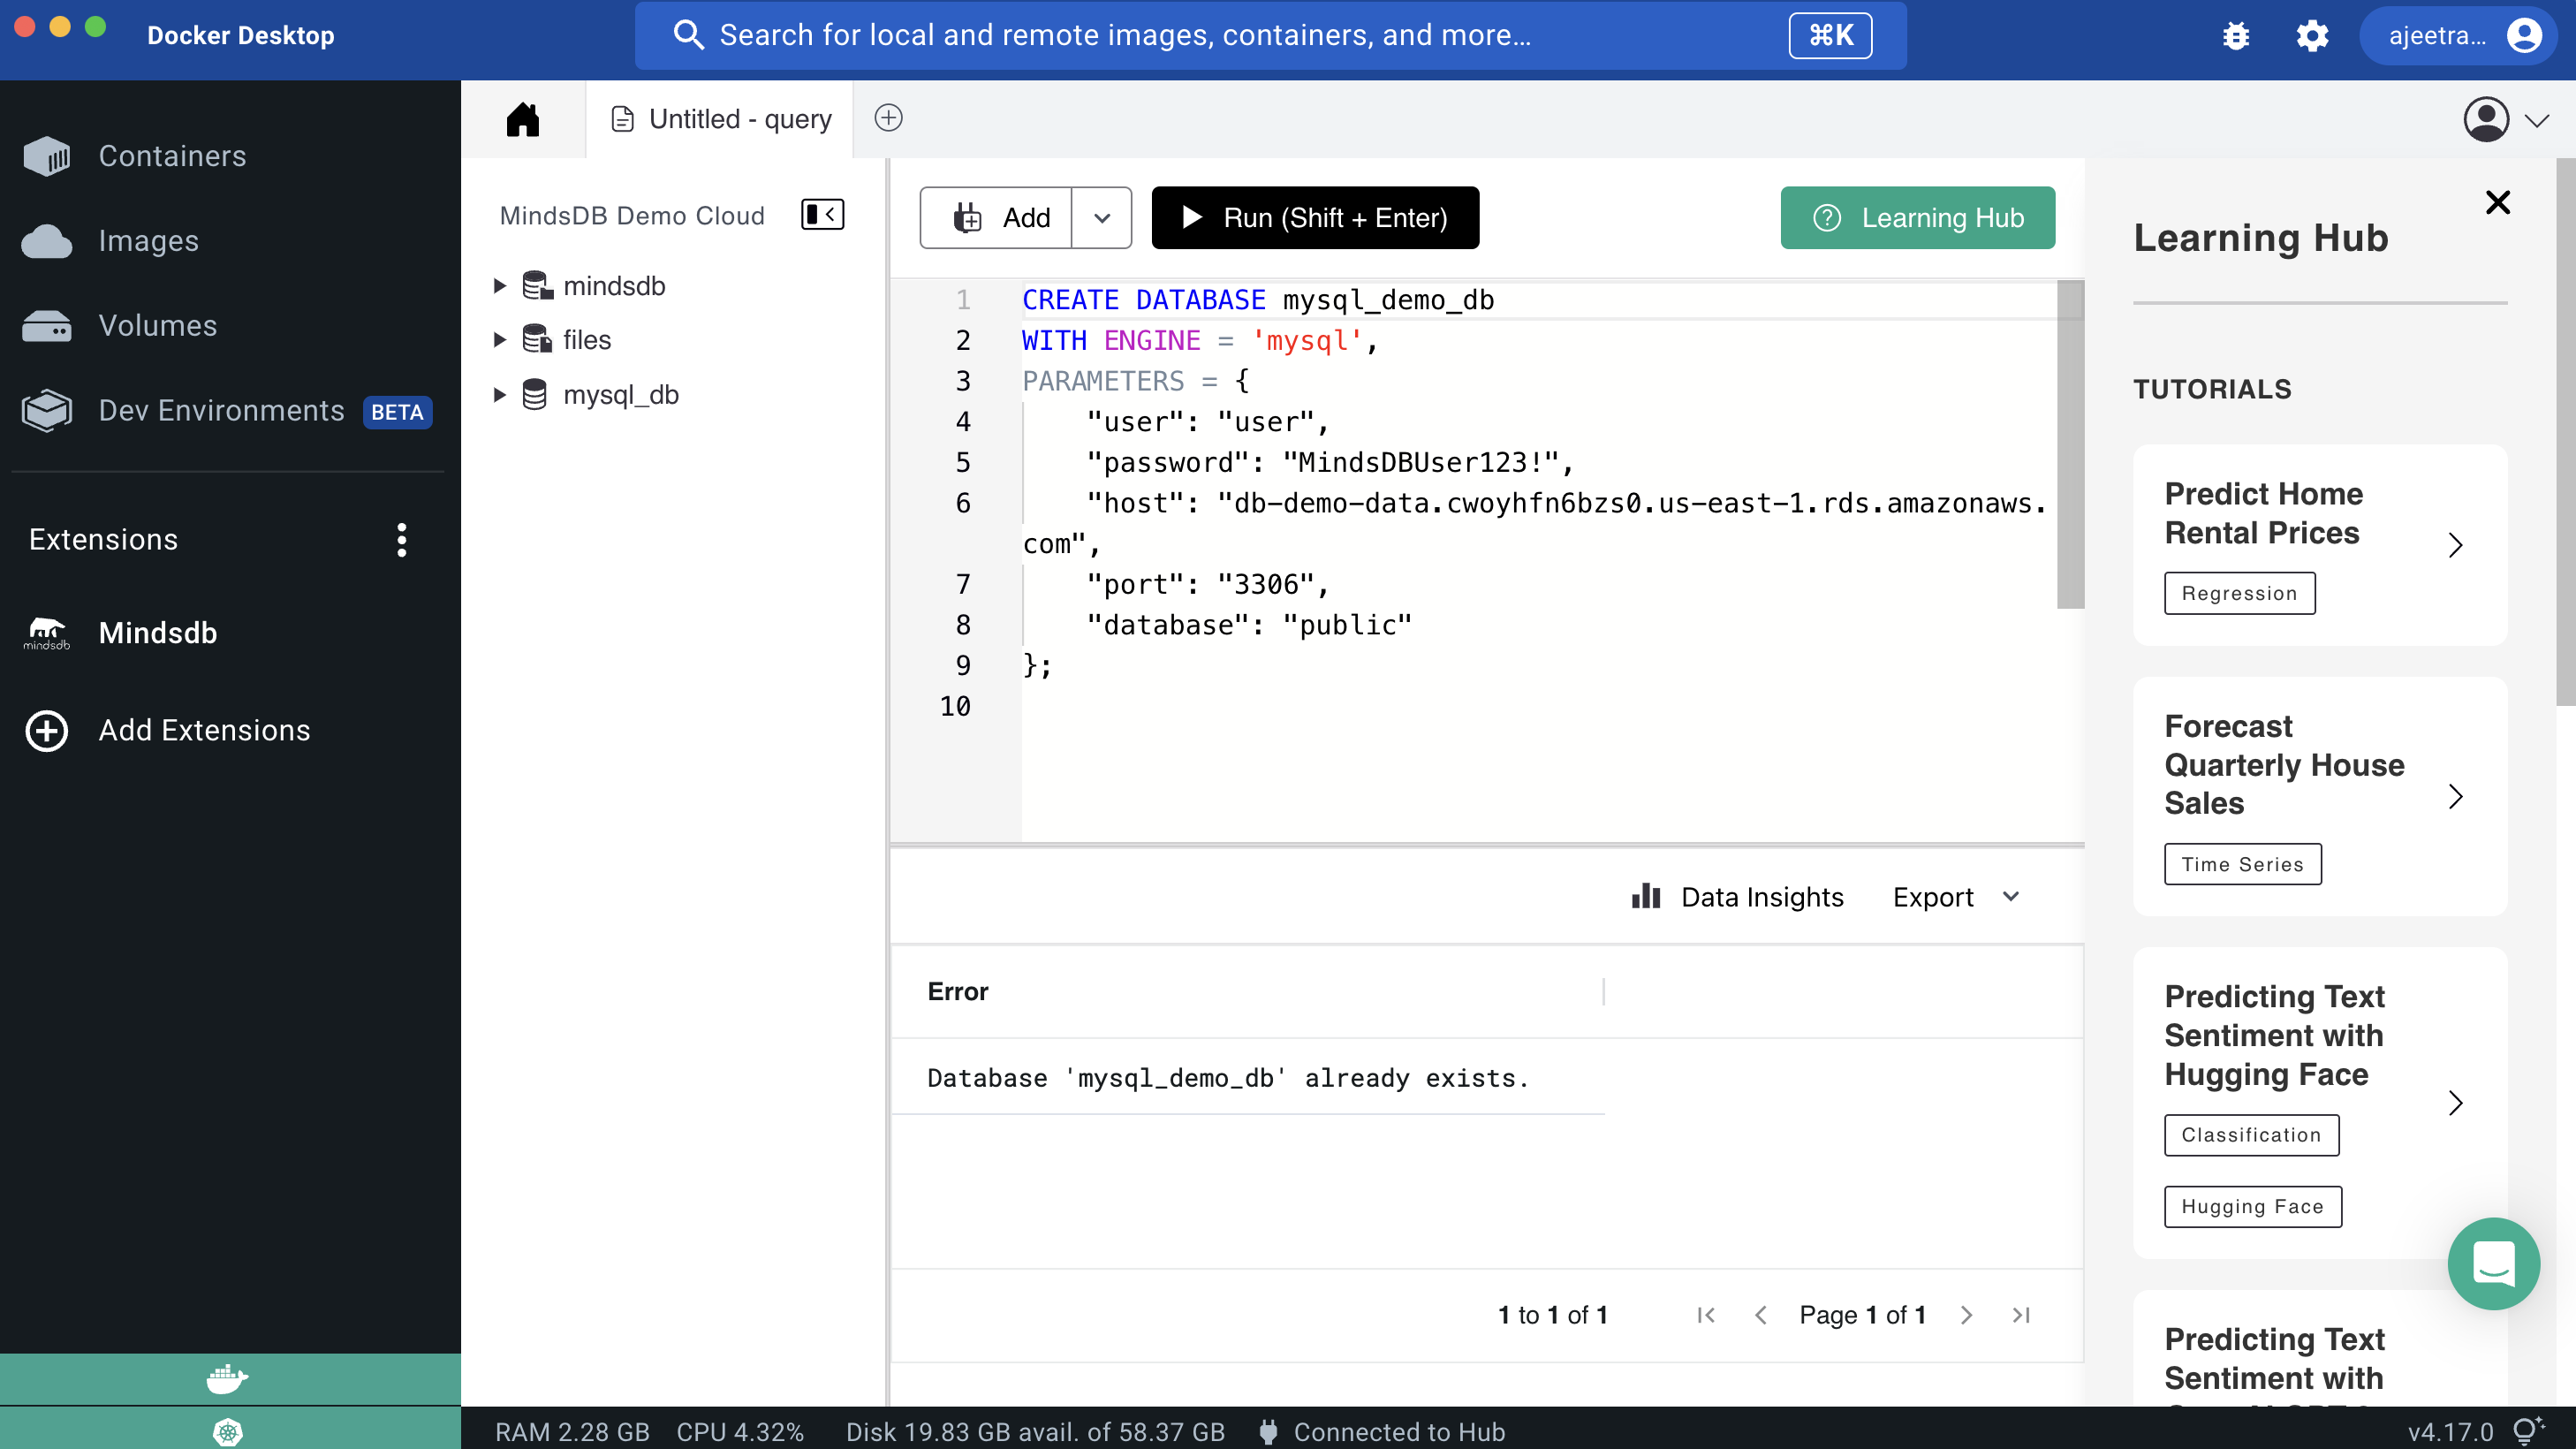 Docker Desktop
Search for local and remote images, containers, and more...
⌘K
ajeetra...
Containers
Images
Volumes
Dev Environments BETA
Extensions
mindsdb Mindsdb
Add Extensions
Untitled - query
MindsDB Demo Cloud
mindsdb
files
mysql_db
Add
Run (Shift + Enter)
Learning Hub
1 CREATE DATABASE mysql_demo_db
2 WITH ENGINE = 'mysql',
3 PARAMETERS = {
4 "user": "user",
5 "password": "MindsDBUser123!",
6 "host": "db-demo-data.cwoyhfn6bzs0.us-east-1.rds.amazonaws.
com",
7 "port": "3306",
8 "database": "public"
9 };
10
Data Insights
Export
Error
Database 'mysql_demo_db' already exists.
1 to 1 of 1
Page 1 of 1
Learning Hub
TUTORIALS
Predict Home
Rental Prices
Regression
Forecast
Quarterly House
Sales
Time Series
Predicting Text
Sentiment with
Hugging Face
Classification
Hugging Face
Predicting Text
Sentiment with
RAM 2.28 GB CPU 4.32% Disk 19.83 GB avail. of 58.37 GB Connected to Hub
v4.17.0